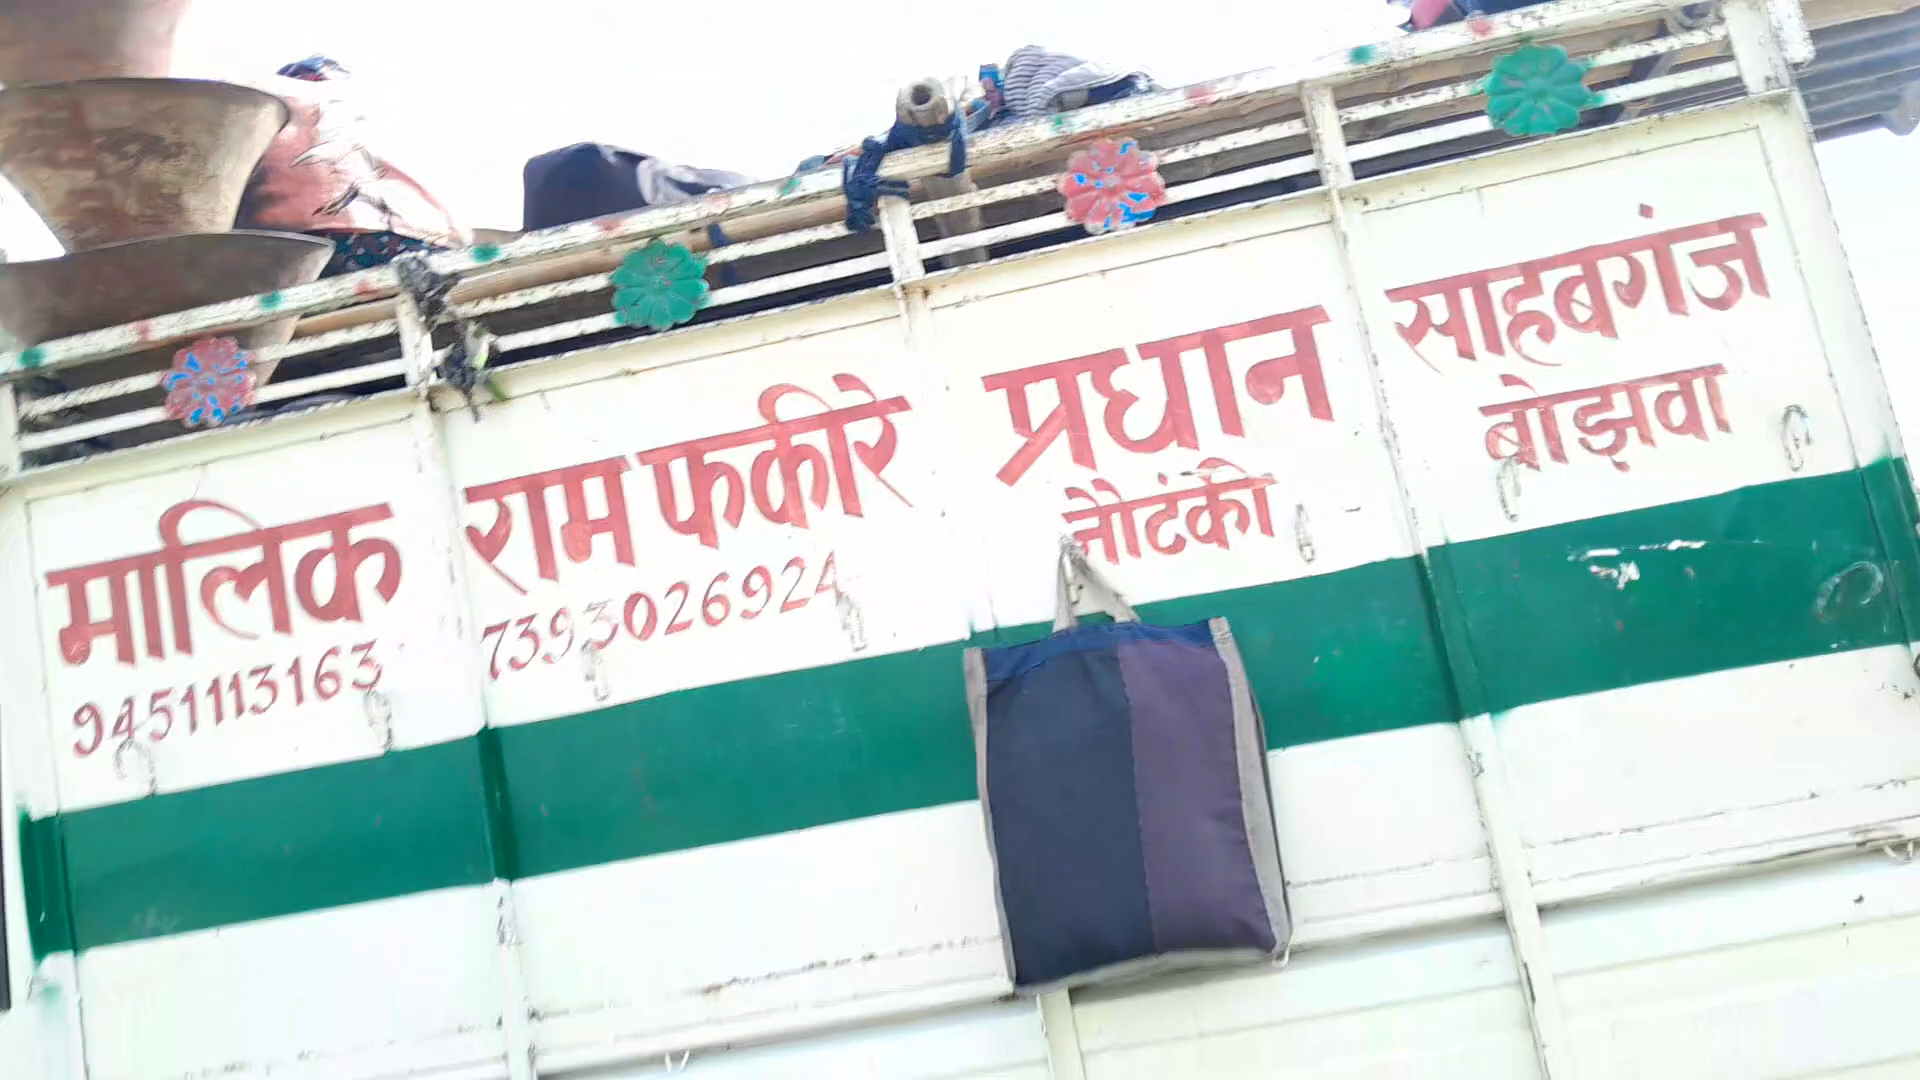 मालिक राम फकीरे प्रधान साहबगंज
नौटंकी बोझवा
9451113163 7393026924